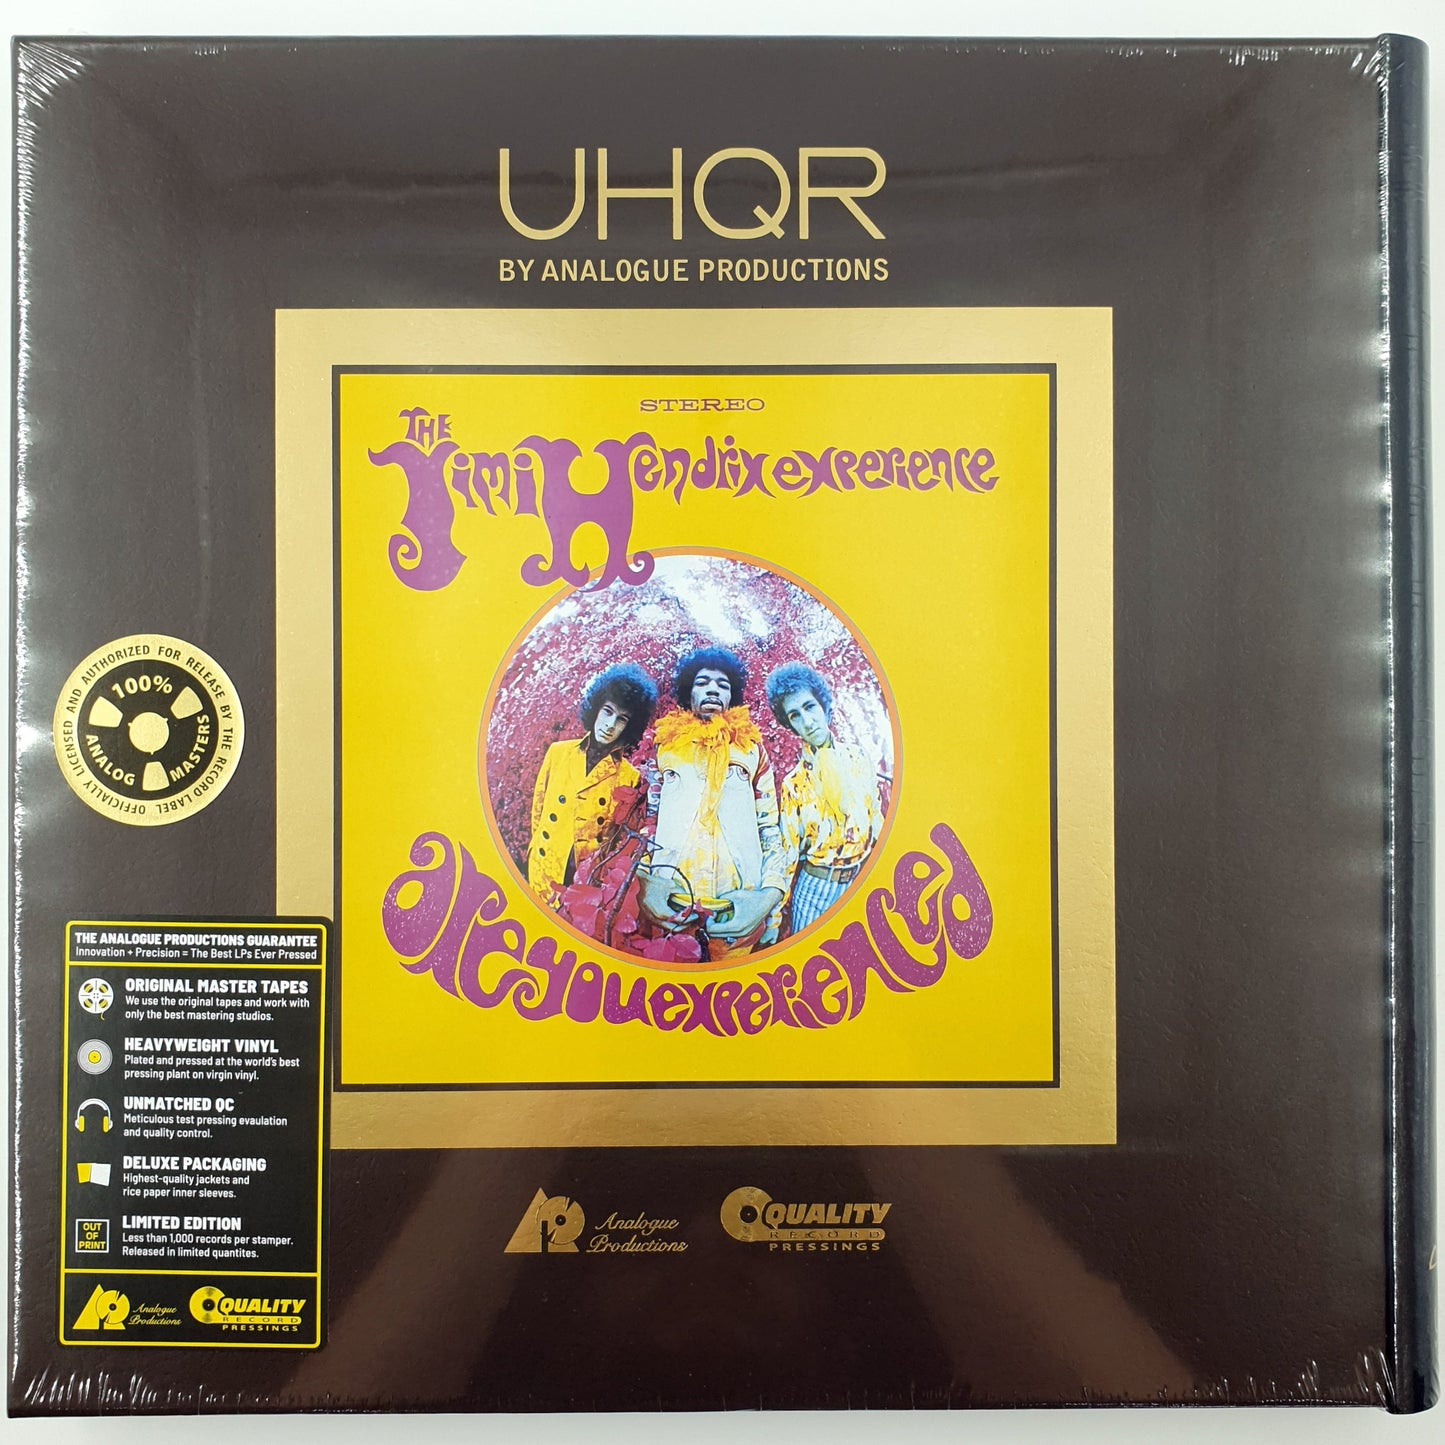 UHQR
BY ANALOGUE PRODUCTIONS
STEREO
THE
Jimi Hendrix experience
are you experienced
OFFICIALLY LICENSED AND AUTHORIZED FOR RELEASE BY THE RECORD LABEL
100%
ANALOG MASTERS
THE ANALOGUE PRODUCTIONS GUARANTEE
Innovation + Precision = The Best LPs Ever Pressed
ORIGINAL MASTER TAPES
We use the original tapes and work with
only the best mastering studios.
HEAVYWEIGHT VINYL
Plated and pressed at the world's best
pressing plant on virgin vinyl.
UNMATCHED QC
Meticulous test pressing evaulation
and quality control.
DELUXE PACKAGING
Highest-quality jackets and
rice paper inner sleeves.
OUT
OF
PRINT
LIMITED EDITION
Less than 1,000 records per stamper.
Released in limited quantites.
AP
Analogue
Productions
QUALITY
RECORD
PRESSINGS
AP
Analogue
Productions
QUALITY
RECORD
PRESSINGS